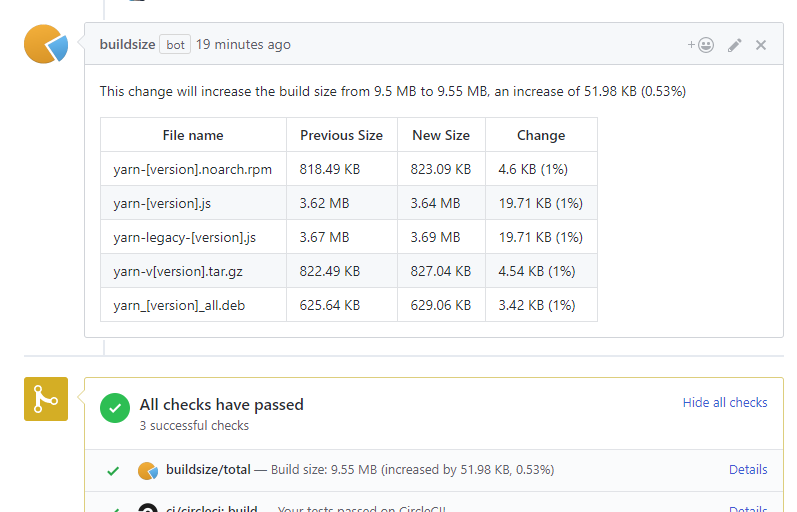 buildsize bot 19 minutes ago
This change will increase the build size from 9.5 MB to 9.55 MB, an increase of 51.98 KB (0.53%)
File name Previous Size New Size Change
yarn-[version].noarch.rpm 818.49 KB 823.09 KB 4.6 KB (1%)
yarn-[version].js 3.62 MB 3.64 MB 19.71 KB (1%)
yarn-legacy-[version].js 3.67 MB 3.69 MB 19.71 KB (1%)
yarn-v[version].tar.gz 822.49 KB 827.04 KB 4.54 KB (1%)
yarn_[version]_all.deb 625.64 KB 629.06 KB 3.42 KB (1%)
All checks have passed Hide all checks
3 successful checks
buildsize/total — Build size: 9.55 MB (increased by 51.98 KB, 0.53%) Details
ci/circleci: build — Your tests passed on CircleCI! Details